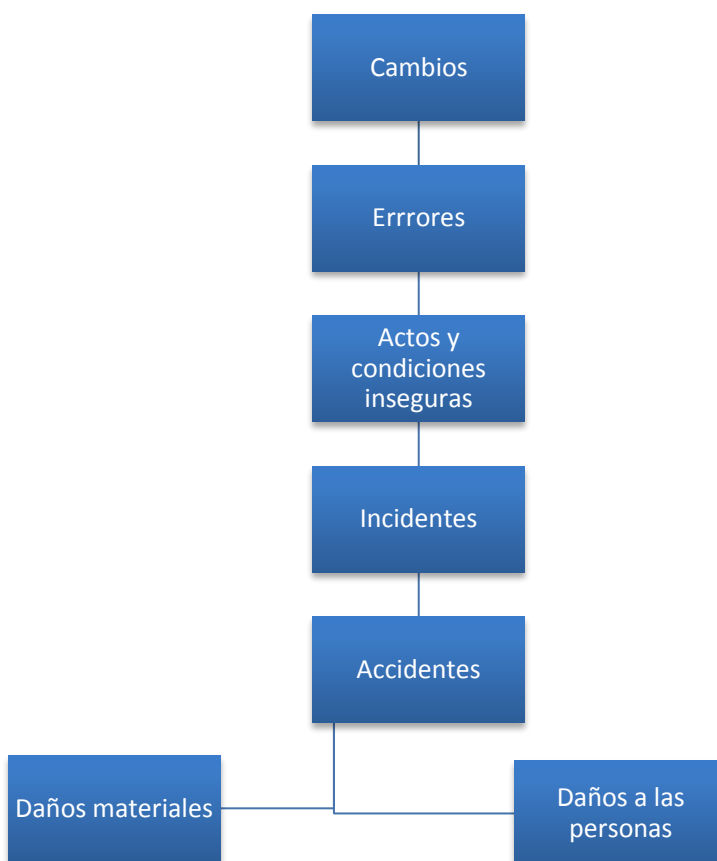 Cambios
Errrores
Actos y
condiciones
inseguras
Incidentes
Accidentes
Daños materiales
Daños a las
personas